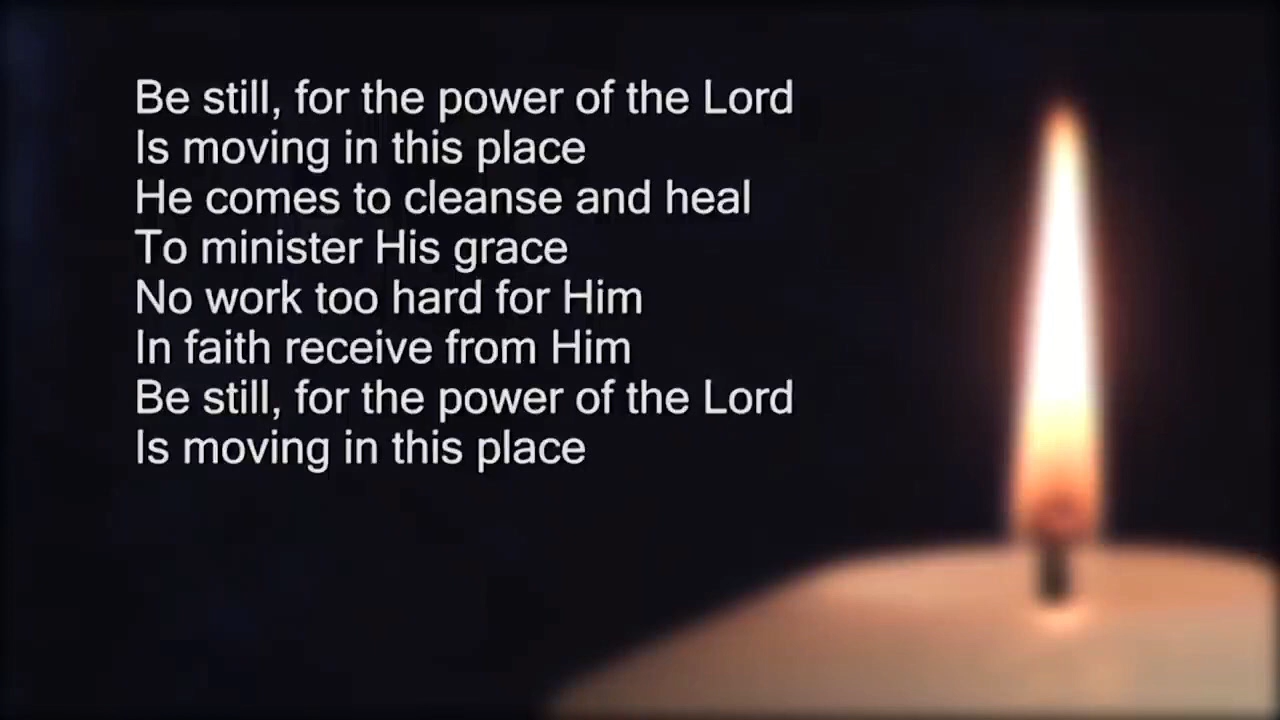 Be still, for the power of the Lord
Is moving in this place
He comes to cleanse and heal
To minister His grace
No work too hard for Him
In faith receive from Him
Be still, for the power of the Lord
Is moving in this place